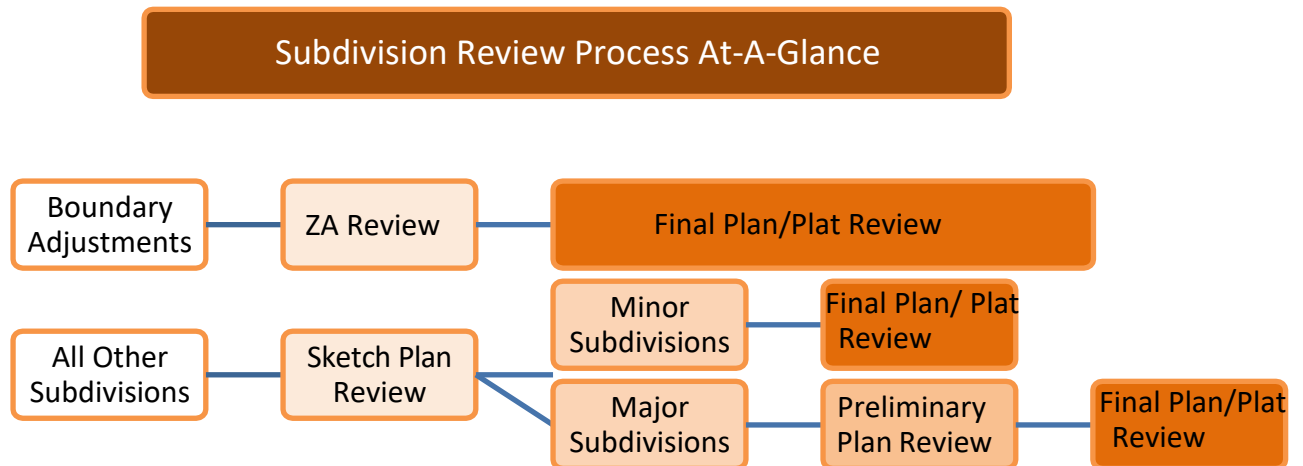 Subdivision Review Process At-A-Glance
Boundary
Adjustments
ZA Review
Final Plan/Plat Review
All Other
Subdivisions
Sketch Plan
Review
Minor
Subdivisions
Final Plan/ Plat
Review
Major
Subdivisions
Preliminary
Plan Review
Final Plan/Plat
Review